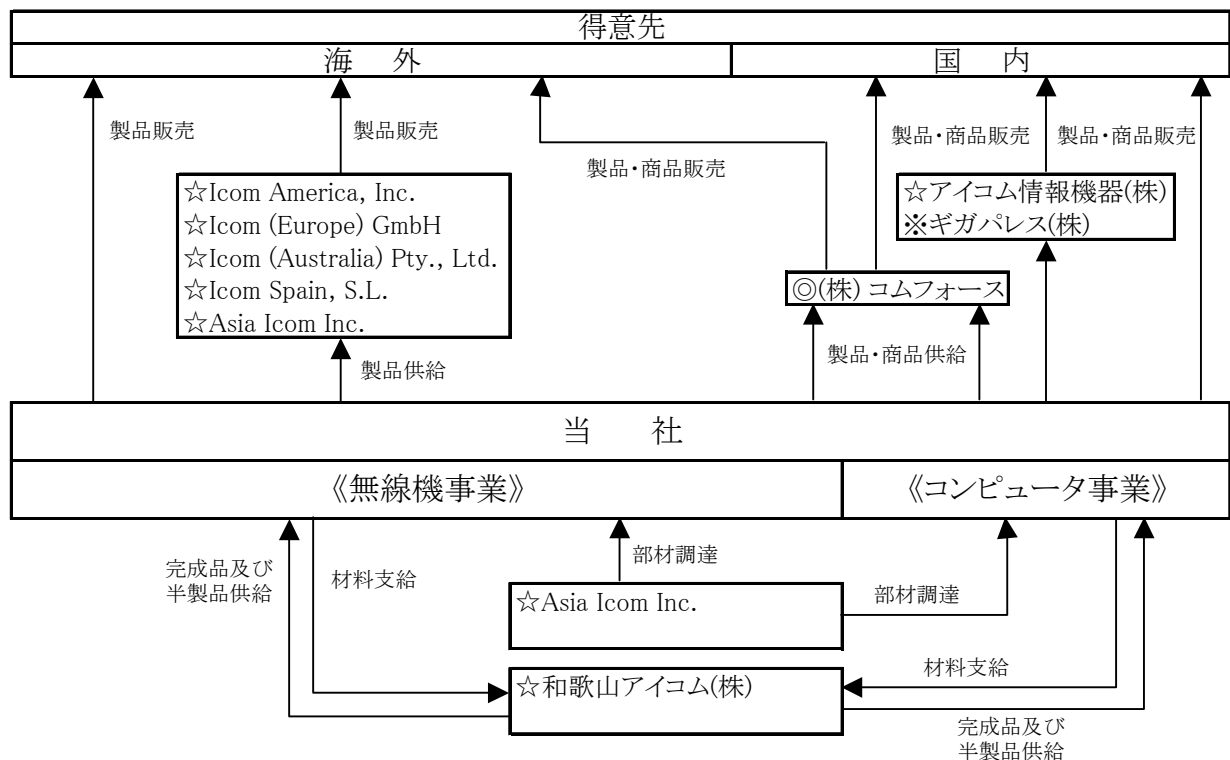 得意先
海　外
国　内
製品販売
製品販売
製品・商品販売
製品・商品販売
製品・商品販売
☆Icom America, Inc.
☆Icom (Europe) GmbH
☆Icom (Australia) Pty., Ltd.
☆Icom Spain, S.L.
☆Asia Icom Inc.
☆アイコム情報機器(株)
※ギガパレス(株)
◎(株) コムフォース
製品供給
製品・商品供給
当　社
《無線機事業》
《コンピュータ事業》
完成品及び
半製品供給
材料支給
部材調達
☆Asia Icom Inc.
部材調達
☆和歌山アイコム(株)
材料支給
完成品及び
半製品供給